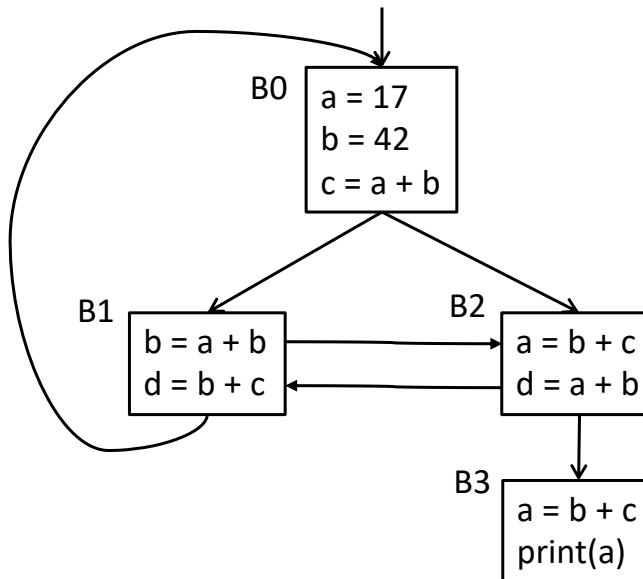 B0
a = 17
b = 42
c = a + b
B1
b = a + b
d = b + c
B2
a = b + c
d = a + b
B3
a = b + c
print(a)